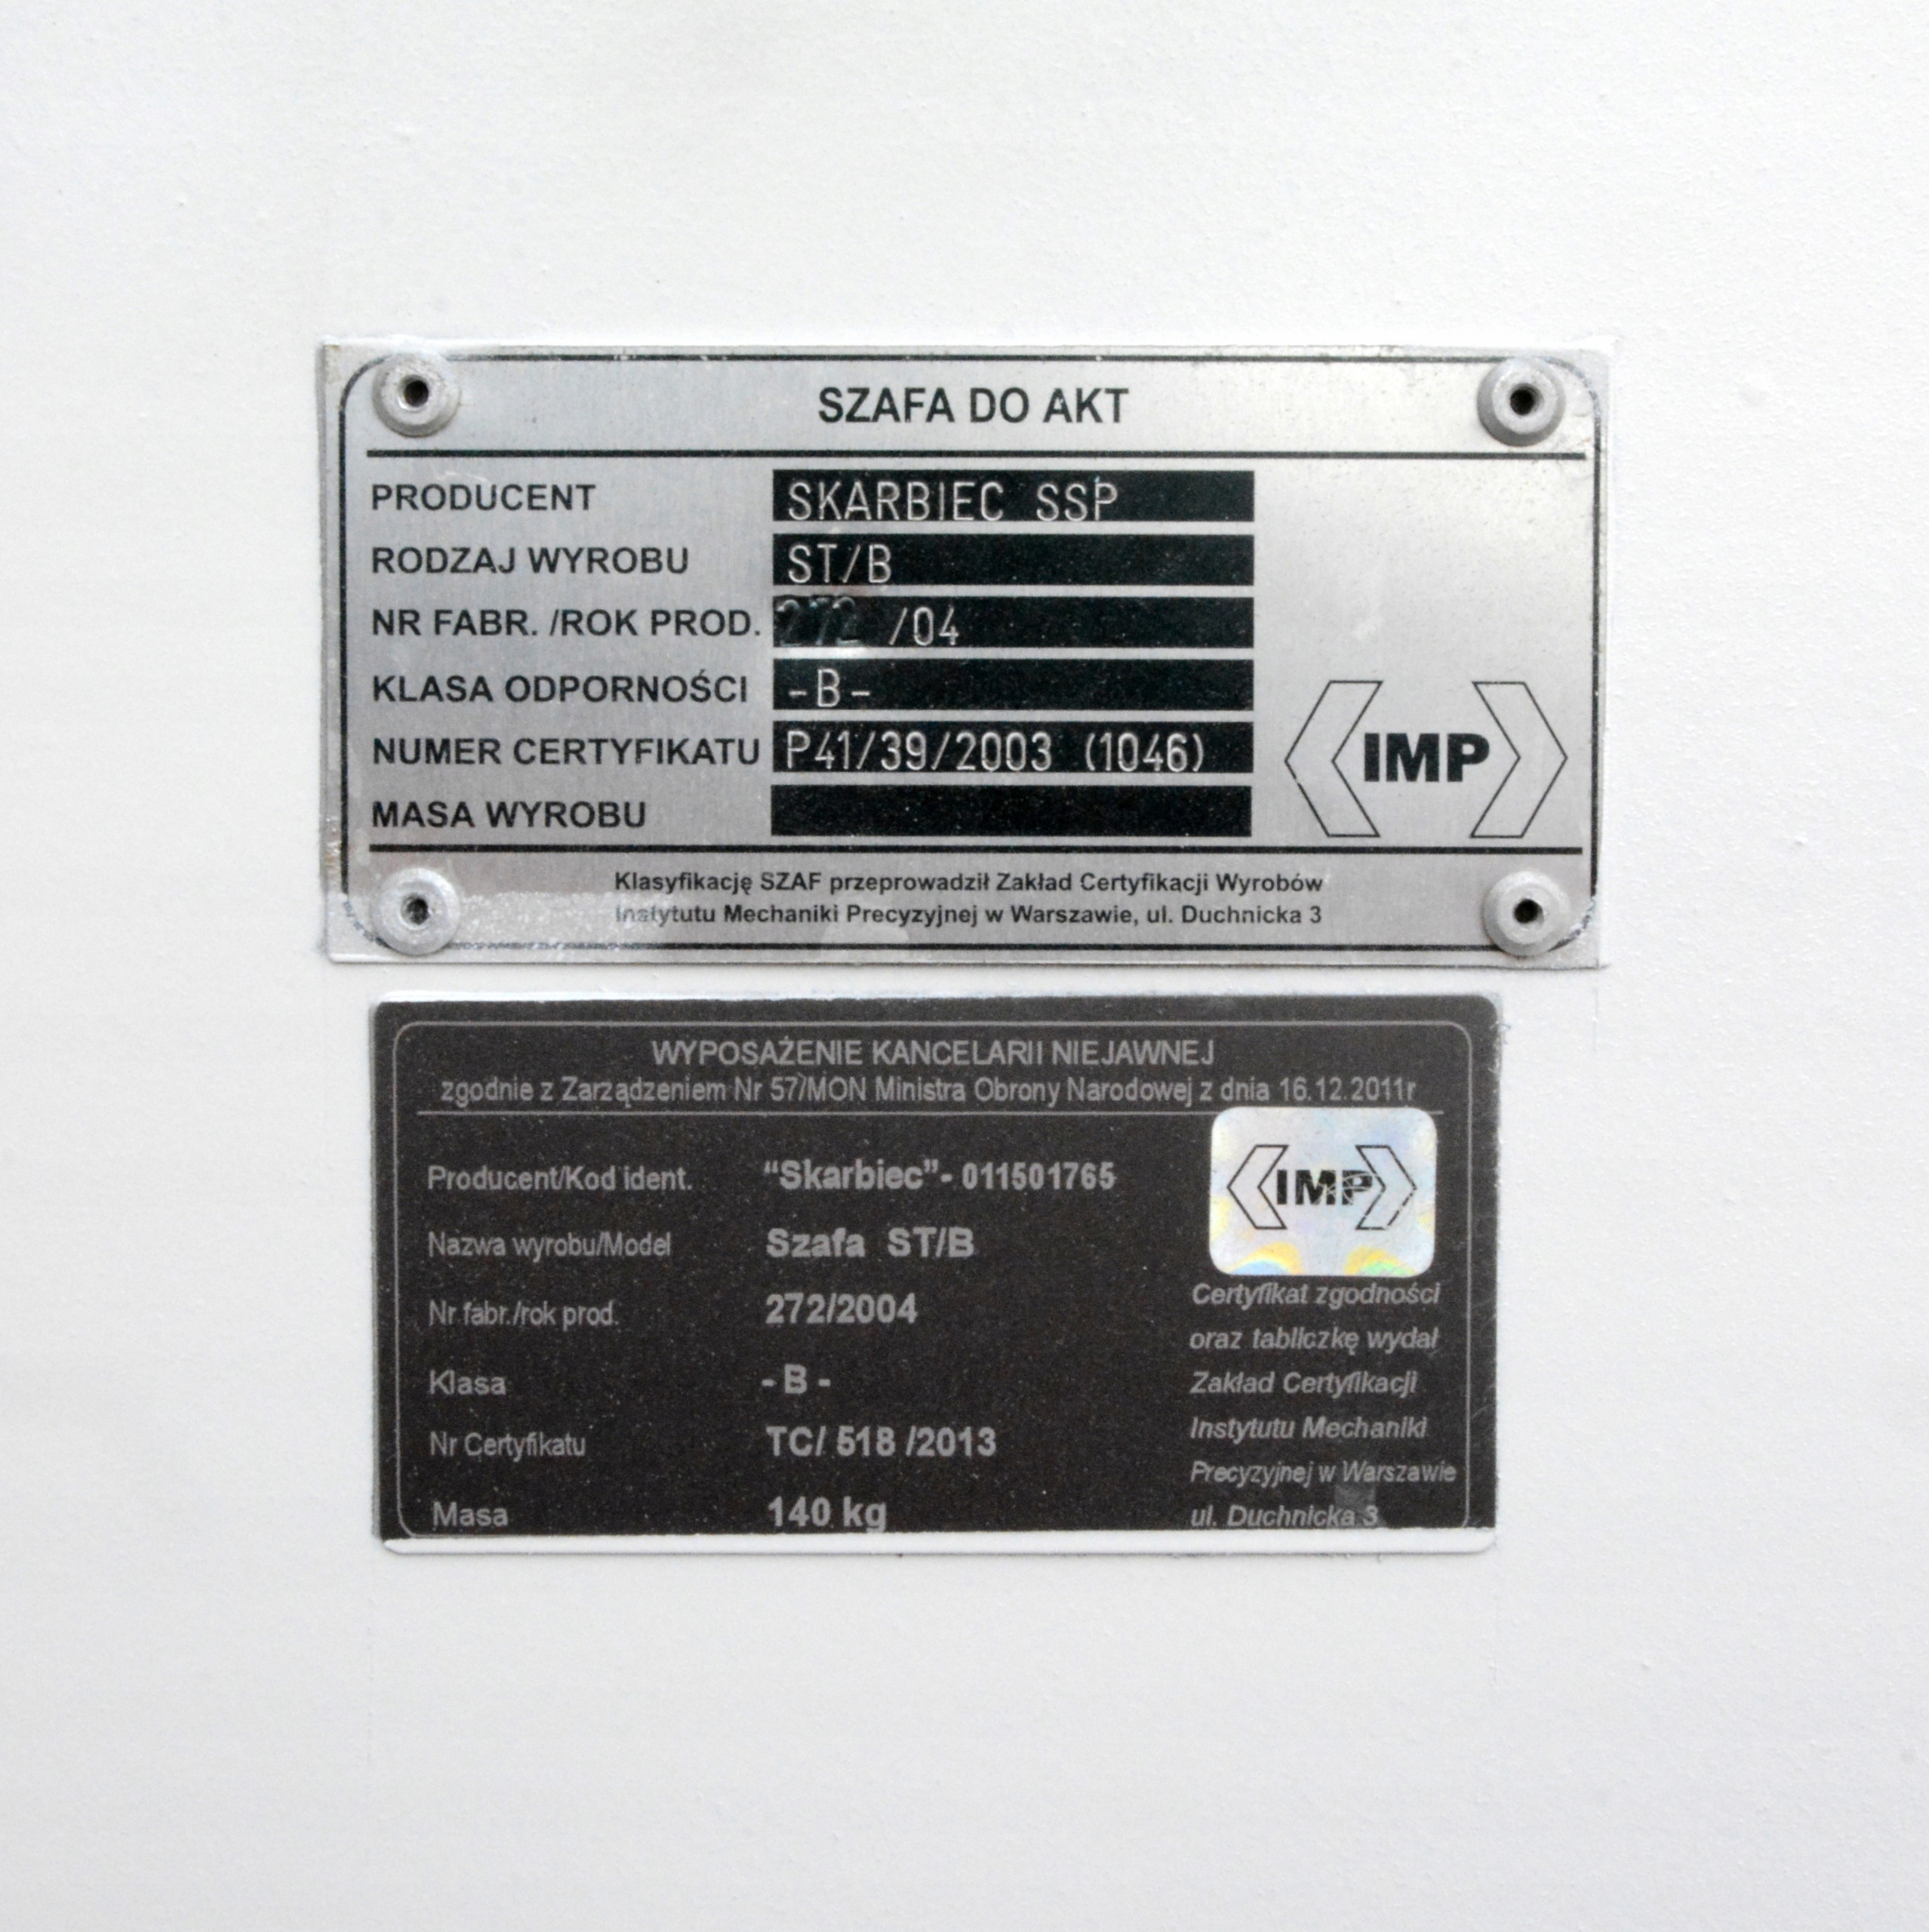 SZAFA DO AKT
PRODUCENT SKARBIEC SSP
RODZAJ WYROBU ST/B
NR FABR. /ROK PROD. 272 /04
KLASA ODPORNOŚCI -B-
NUMER CERTYFIKATU P41/39/2003 (1046)
MASA WYROBU
IMP
Klasyfikację SZAF przeprowadził Zakład Certyfikacji Wyrobów
Instytutu Mechaniki Precyzyjnej w Warszawie, ul. Duchnicka 3
WYPOSAŻENIE KANCELARII NIEJAWNEJ
zgodnie z Zarządzeniem Nr 57/MON Ministra Obrony Narodowej z dnia 16.12.2011r
Producent/Kod ident. “Skarbiec”- 011501765
Nazwa wyrobu/Model Szafa ST/B
Nr fabr./rok prod. 272/2004
Klasa - B -
Nr Certyfikatu TC/ 518 /2013
Masa 140 kg
IMP
Certyfikat zgodności
oraz tabliczkę wydał
Zakład Certyfikacji
Instytutu Mechaniki
Precyzyjnej w Warszawie
ul. Duchnicka 3